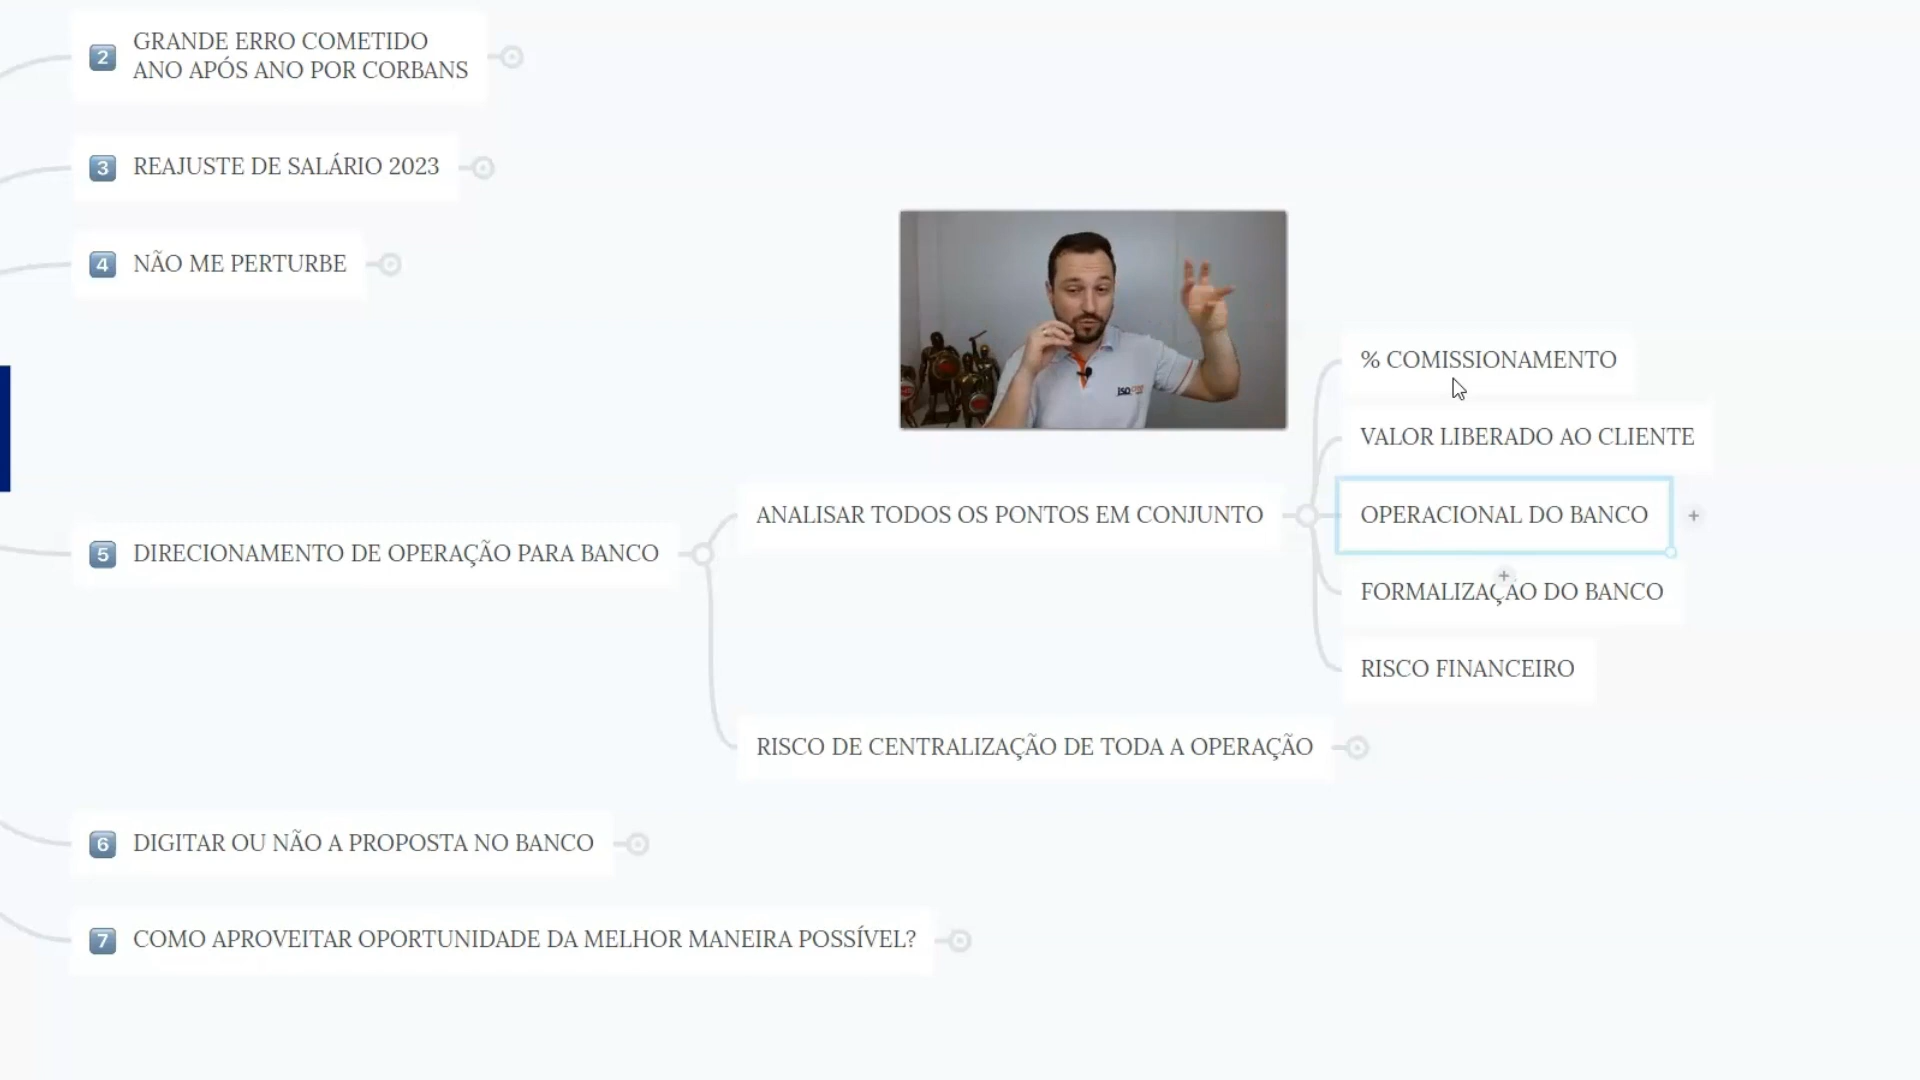 2 GRANDE ERRO COMETIDO
ANO APÓS ANO POR CORBANS
3 REAJUSTE DE SALÁRIO 2023
4 NÃO ME PERTURBE
5 DIRECIONAMENTO DE OPERAÇÃO PARA BANCO
ANALISAR TODOS OS PONTOS EM CONJUNTO
% COMISSIONAMENTO
VALOR LIBERADO AO CLIENTE
OPERACIONAL DO BANCO
FORMALIZAÇÃO DO BANCO
RISCO FINANCEIRO
RISCO DE CENTRALIZAÇÃO DE TODA A OPERAÇÃO
6 DIGITAR OU NÃO A PROPOSTA NO BANCO
7 COMO APROVEITAR OPORTUNIDADE DA MELHOR MANEIRA POSSÍVEL?